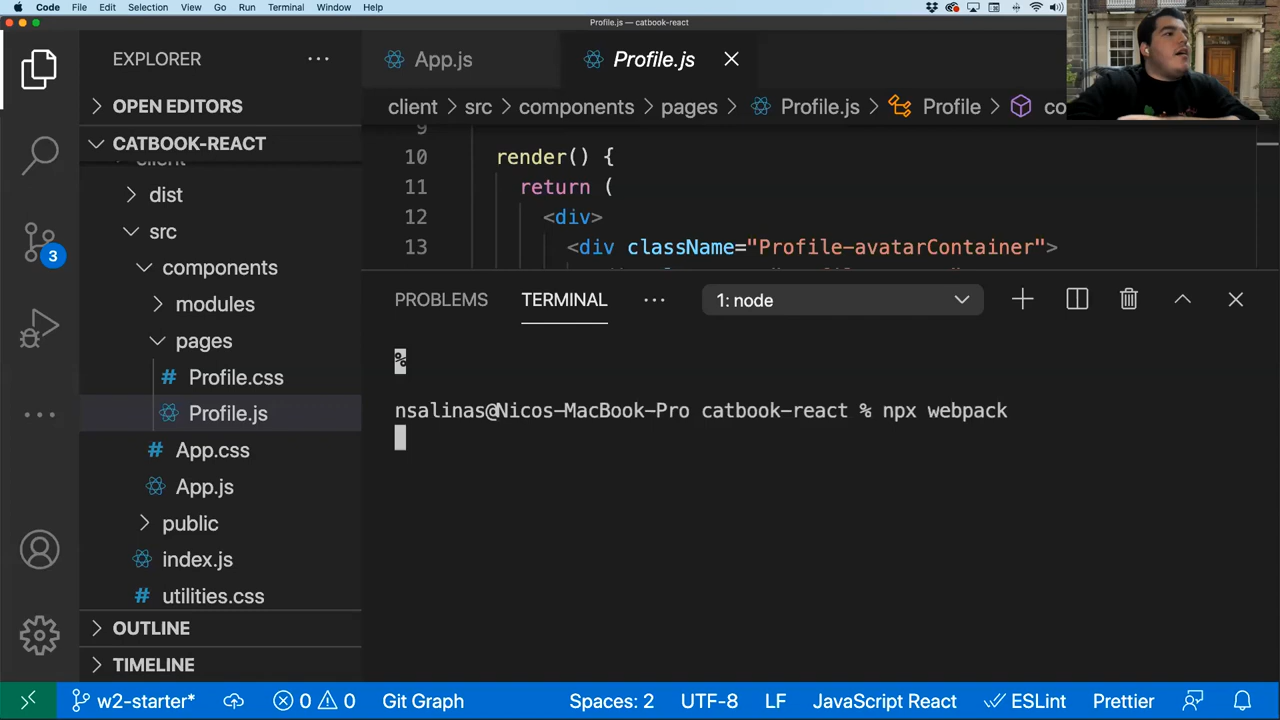 Code File Edit Selection View Go Run Terminal Window Help
Profile.js — catbook-react
EXPLORER
OPEN EDITORS
CATBOOK-REACT
client
dist
src
components
modules
pages
Profile.css
Profile.js
App.css
App.js
public
index.js
utilities.css
OUTLINE
TIMELINE
3
App.js Profile.js
client > src > components > pages > Profile.js > Profile > co
9
10 render() {
11 return (
12 <div>
13 <div className="Profile-avatarContainer">
PROBLEMS TERMINAL 1: node
%
nsalinas@Nicos-MacBook-Pro catbook-react % npx webpack
w2-starter* 0 0 Git Graph Spaces: 2 UTF-8 LF JavaScript React ESLint Prettier